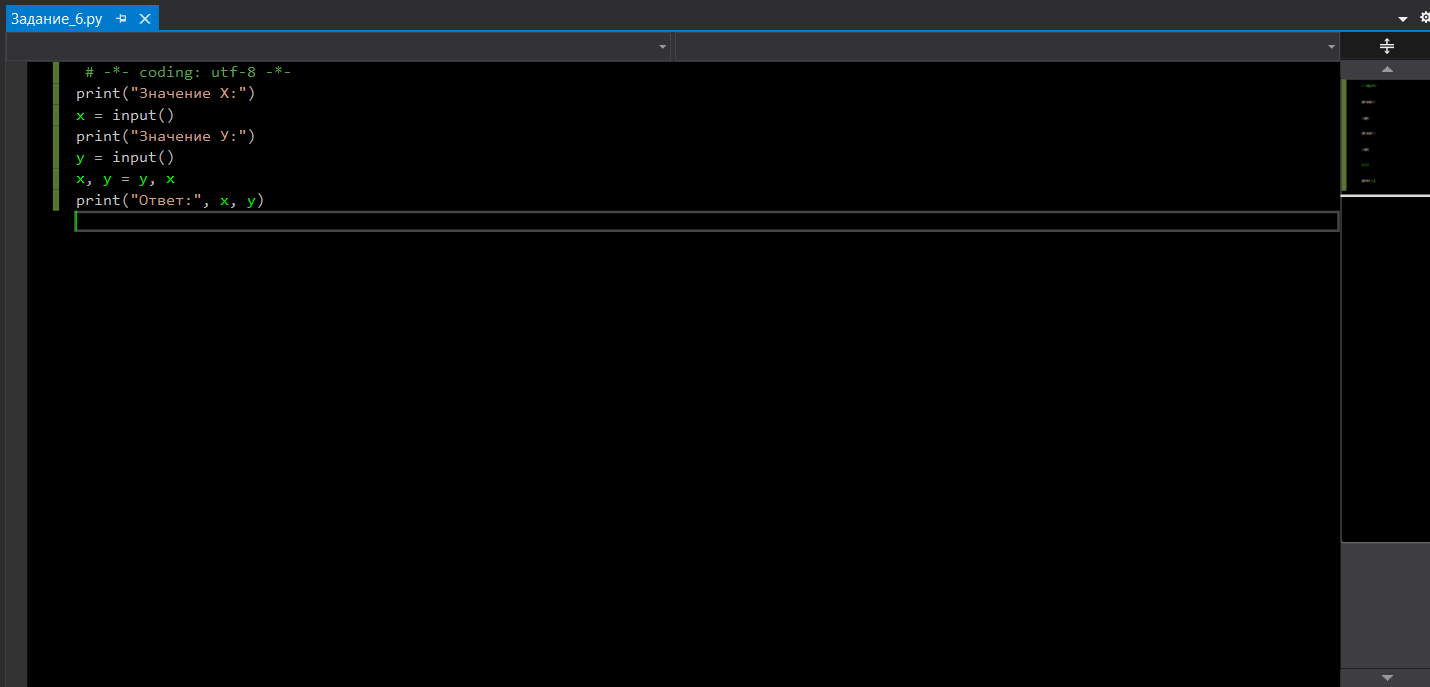 Задание_6.py
# -*- coding: utf-8 -*-
print("Значение X:")
x = input()
print("Значение У:")
y = input()
x, y = y, x
print("Ответ:", x, y)